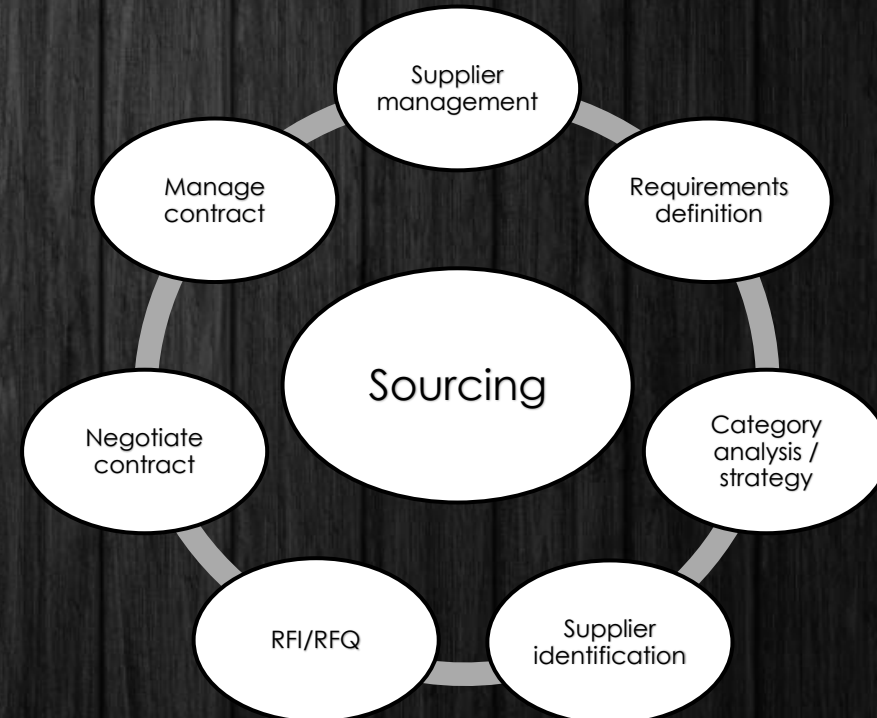 Supplier
management
Requirements
definition
Category
analysis /
strategy
Supplier
identification
RFI/RFQ
Negotiate
contract
Manage
contract
Sourcing